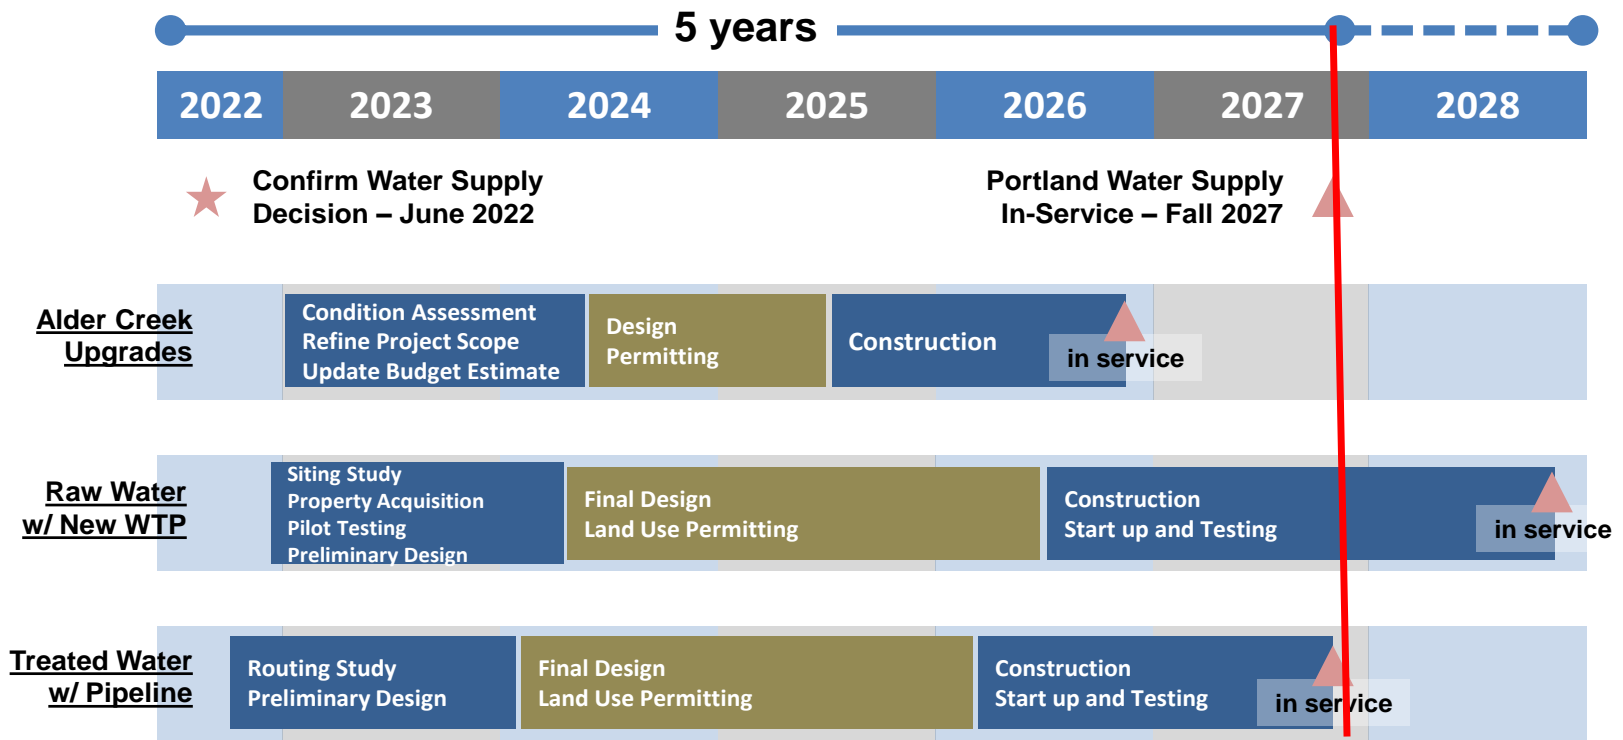 5 years
2022
2023
2024
2025
2026
2027
2028
Confirm Water Supply
Decision – June 2022
Portland Water Supply
In-Service – Fall 2027
Alder Creek
Upgrades
Condition Assessment
Refine Project Scope
Update Budget Estimate
Design
Permitting
Construction
in service
Raw Water
w/ New WTP
Siting Study
Property Acquisition
Pilot Testing
Preliminary Design
Final Design
Land Use Permitting
Construction
Start up and Testing
in service
Treated Water
w/ Pipeline
Routing Study
Preliminary Design
Final Design
Land Use Permitting
Construction
Start up and Testing
in service